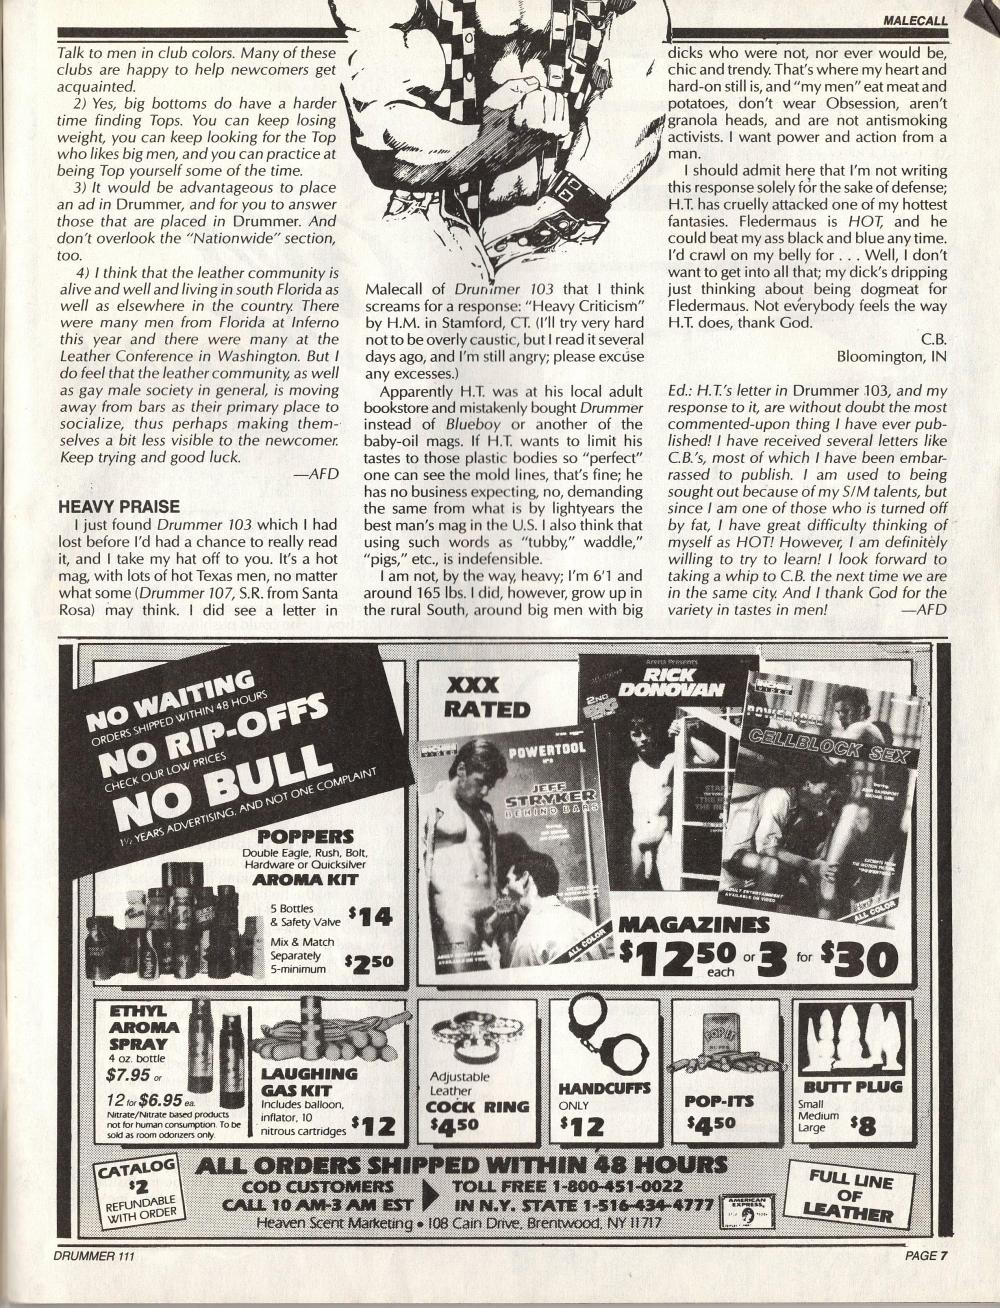 MALECALL
Talk to men in club colors. Many of these
clubs are happy to help newcomers get
acquainted.
2) Yes, big bottoms do have a harder
time finding Tops. You can keep losing
weight, you can keep looking for the Top
who likes big men, and you can practice at
being Top yourself some of the time.
3) It would be advantageous to place
an ad in Drummer, and for you to answer
those that are placed in Drummer. And
don't overlook the "Nationwide" section,
too.
4) I think that the leather community is
alive and well and living in south Florida as
well as elsewhere in the country. There
were many men from Florida at Inferno
this year and there were many at the
Leather Conference in Washington. But I
do feel that the leather community, as well
as gay male society in general, is moving
away from bars as their primary place to
socialize, thus perhaps making them-
selves a bit less visible to the newcomer.
Keep trying and good luck.
—AFD
HEAVY PRAISE
I just found Drummer 103 which I had
lost before I'd had a chance to really read
it, and I take my hat off to you. It's a hot
mag, with lots of hot Texas men, no matter
what some (Drummer 107, S.R. from Santa
Rosa) may think. I did see a letter in
Malecall of Drummer 103 that I think
screams for a response: "Heavy Criticism"
by H.M. in Stamford, CT. (I'll try very hard
not to be overly caustic, but I read it several
days ago, and I'm still angry; please excuse
any excesses.)
Apparently H.T. was at his local adult
bookstore and mistakenly bought Drummer
instead of Blueboy or another of the
baby-oil mags. If H.T. wants to limit his
tastes to those plastic bodies so "perfect"
one can see the mold lines, that's fine; he
has no business expecting, no, demanding
the same from what is by lightyears the
best man's mag in the U.S. I also think that
using such words as "tubby," waddle,"
"pigs," etc., is indefensible.
I am not, by the way, heavy; I'm 6'1 and
around 165 lbs. I did, however, grow up in
the rural South, around big men with big
dicks who were not, nor ever would be,
chic and trendy. That's where my heart and
hard-on still is, and "my men" eat meat and
potatoes, don't wear Obsession, aren't
granola heads, and are not antismoking
activists. I want power and action from a
man.
I should admit here that I'm not writing
this response solely for the sake of defense;
H.T. has cruelly attacked one of my hottest
fantasies. Fledermaus is HOT, and he
could beat my ass black and blue any time.
I'd crawl on my belly for . . . Well, I don't
want to get into all that; my dick's dripping
just thinking about being dogmeat for
Fledermaus. Not everybody feels the way
H.T. does, thank God.
C.B.
Bloomington, IN
Ed.: H.T.'s letter in Drummer 103, and my
response to it, are without doubt the most
commented-upon thing I have ever pub-
lished! I have received several letters like
C.B.'s, most of which I have been embar-
rassed to publish. I am used to being
sought out because of my S/M talents, but
since I am one of those who is turned off
by fat, I have great difficulty thinking of
myself as HOT! However, I am definitely
willing to try to learn! I look forward to
taking a whip to C.B. the next time we are
in the same city. And I thank God for the
variety in tastes in men! —AFD
NO WAITING
ORDERS SHIPPED WITHIN 48 HOURS
NO RIP-OFFS
CHECK OUR LOW PRICES
NO BULL
1½ YEARS ADVERTISING, AND NOT ONE COMPLAINT
POPPERS
Double Eagle, Rush, Bolt,
Hardware or Quicksilver
AROMA KIT
5 Bottles
& Safety Valve $14
Mix & Match
Separately
5-minimum $2.50
XXX
RATED
Arena Presents
RICK
DONOVAN
2ND
INCHES
VIDEO
POWERTOOL
JEFF
STRYKER
BEHIND BARS
ALL COLOR
VIDEO
POWERTOOL
CELLBLOCK SEX
ADULT ENTERTAINMENT
AVAILABLE ON VIDEO
ALL COLOR
MAGAZINES
$12.50 each or 3 for $30
ETHYL
AROMA
SPRAY
4 oz. bottle
$7.95 or
12 for $6.95 ea.
Nitrate/Nitrate based products
not for human consumption. To be
sold as room odorizers only.
LAUGHING
GAS KIT
Includes balloon,
inflator, 10
nitrous cartridges $12
Adjustable
Leather
COCK RING
$4.50
HANDCUFFS
ONLY
$12
POP-ITS
$4.50
BUTT PLUG
Small
Medium
Large $8
CATALOG
$2
REFUNDABLE
WITH ORDER
ALL ORDERS SHIPPED WITHIN 48 HOURS
COD CUSTOMERS
CALL 10 AM-3 AM EST
TOLL FREE 1-800-451-0022
IN N.Y. STATE 1-516-434-4777
AMERICAN
EXPRESS
Heaven Scent Marketing • 108 Cain Drive, Brentwood, NY 11717
FULL LINE
OF
LEATHER
DRUMMER 111
PAGE 7